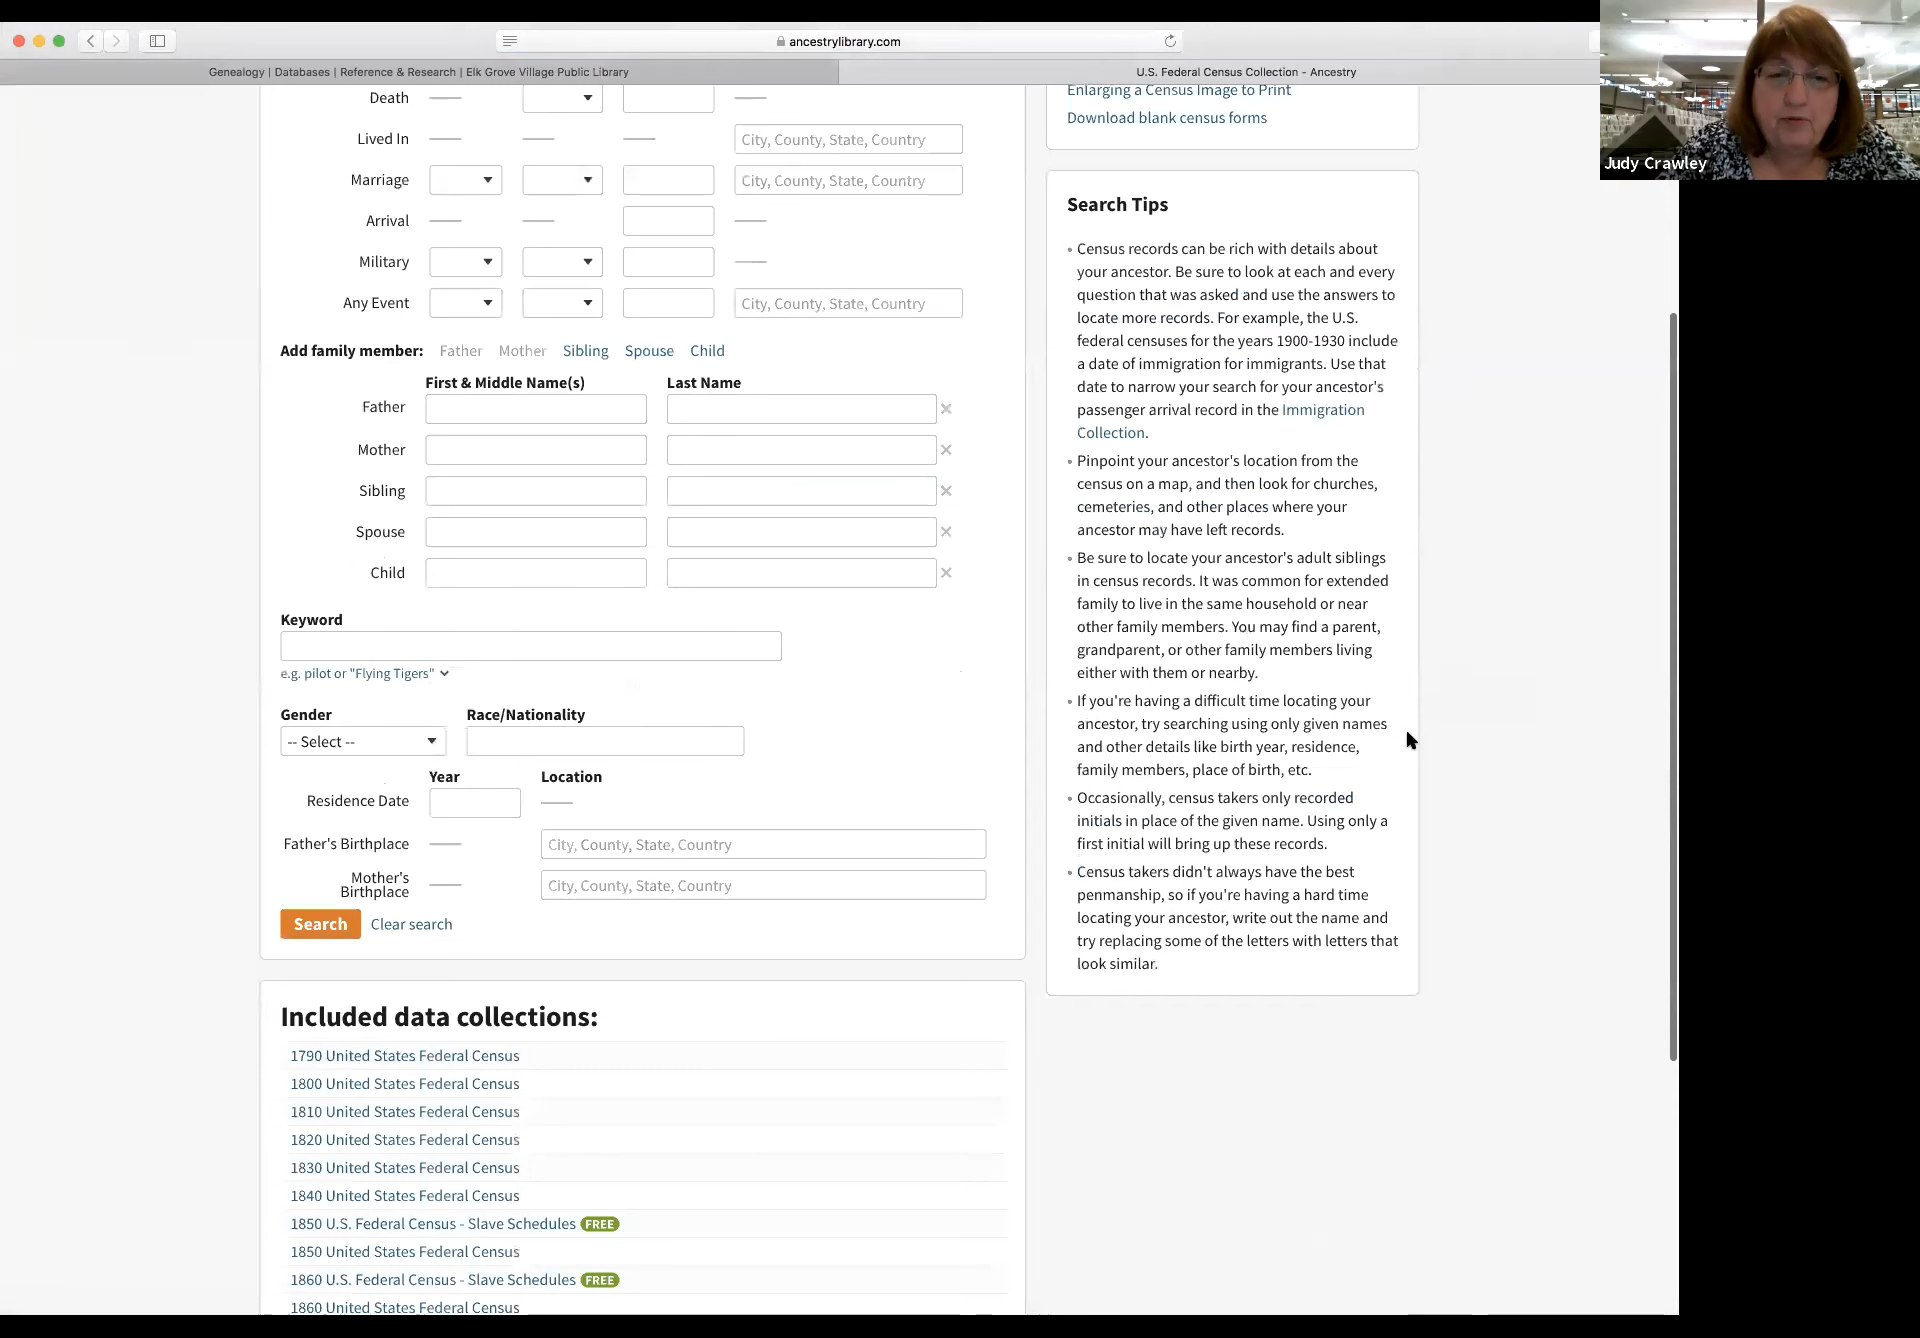 ancestrylibrary.com
Genealogy | Databases | Reference & Research | Elk Grove Village Public Library
U.S. Federal Census Collection - Ancestry
Judy Crawley
Death
Lived In
City, County, State, Country
Marriage
City, County, State, Country
Arrival
Military
Any Event
City, County, State, Country
Add family member: Father Mother Sibling Spouse Child
First & Middle Name(s) Last Name
Father
Mother
Sibling
Spouse
Child
Keyword
e.g. pilot or "Flying Tigers"
Gender Race/Nationality
-- Select --
Year Location
Residence Date
Father's Birthplace
City, County, State, Country
Mother's
Birthplace
City, County, State, Country
Search Clear search
Included data collections:
1790 United States Federal Census
1800 United States Federal Census
1810 United States Federal Census
1820 United States Federal Census
1830 United States Federal Census
1840 United States Federal Census
1850 U.S. Federal Census - Slave Schedules FREE
1850 United States Federal Census
1860 U.S. Federal Census - Slave Schedules FREE
1860 United States Federal Census
Enlarging a Census Image to Print
Download blank census forms
Search Tips
• Census records can be rich with details about
your ancestor. Be sure to look at each and every
question that was asked and use the answers to
locate more records. For example, the U.S.
federal censuses for the years 1900-1930 include
a date of immigration for immigrants. Use that
date to narrow your search for your ancestor's
passenger arrival record in the Immigration
Collection.
• Pinpoint your ancestor's location from the
census on a map, and then look for churches,
cemeteries, and other places where your
ancestor may have left records.
• Be sure to locate your ancestor's adult siblings
in census records. It was common for extended
family to live in the same household or near
other family members. You may find a parent,
grandparent, or other family members living
either with them or nearby.
• If you're having a difficult time locating your
ancestor, try searching using only given names
and other details like birth year, residence,
family members, place of birth, etc.
• Occasionally, census takers only recorded
initials in place of the given name. Using only a
first initial will bring up these records.
• Census takers didn't always have the best
penmanship, so if you're having a hard time
locating your ancestor, write out the name and
try replacing some of the letters with letters that
look similar.